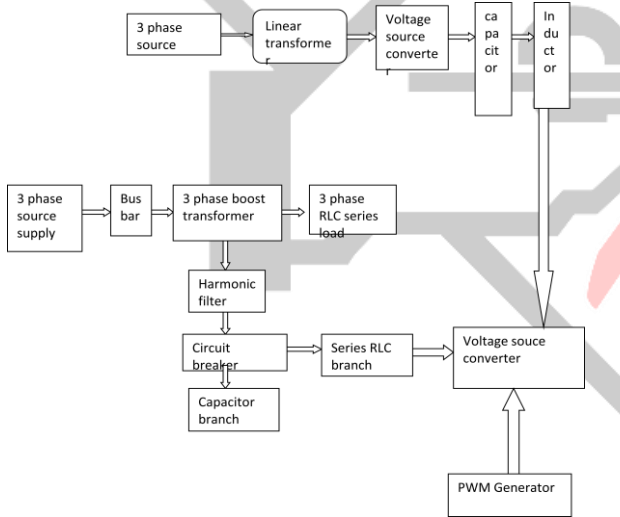 3 phase
source
Linear
transforme
r
Voltage
source
converte
r
ca
pa
cit
or
In
du
ct
or
3 phase
source
supply
Bus
bar
3 phase boost
transformer
3 phase
RLC series
load
Harmonic
filter
Circuit
breaker
Series RLC
branch
Voltage souce
converter
Capacitor
branch
PWM Generator